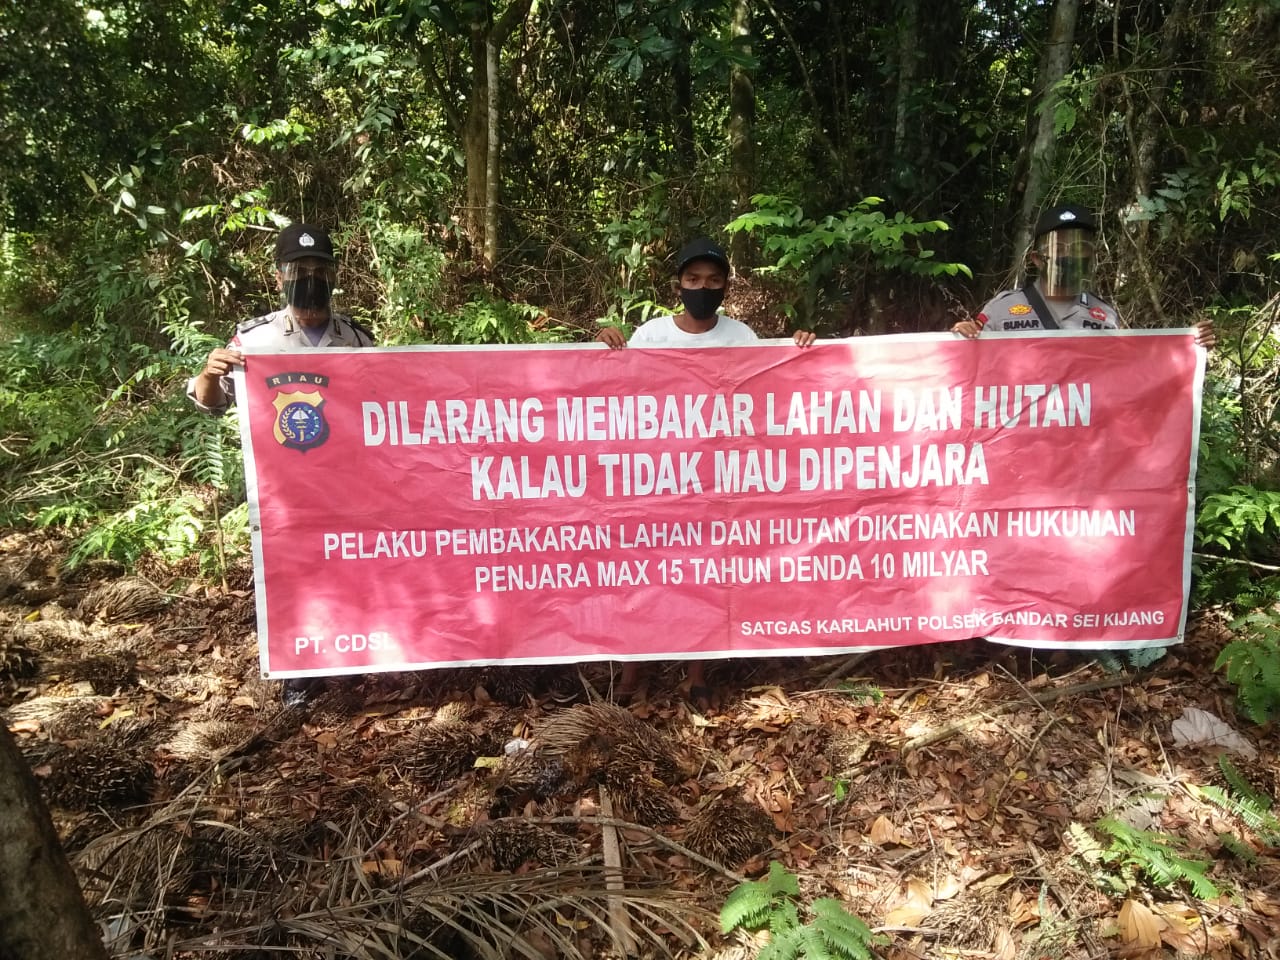 RIAU
DILARANG MEMBAKAR LAHAN DAN HUTAN
KALAU TIDAK MAU DIPENJARA
PELAKU PEMBAKARAN LAHAN DAN HUTAN DIKENAKAN HUKUMAN
PENJARA MAX 15 TAHUN DENDA 10 MILYAR
PT. CDSL
SATGAS KARLAHUT POLSEK BANDAR SEI KIJANG
SUHAR